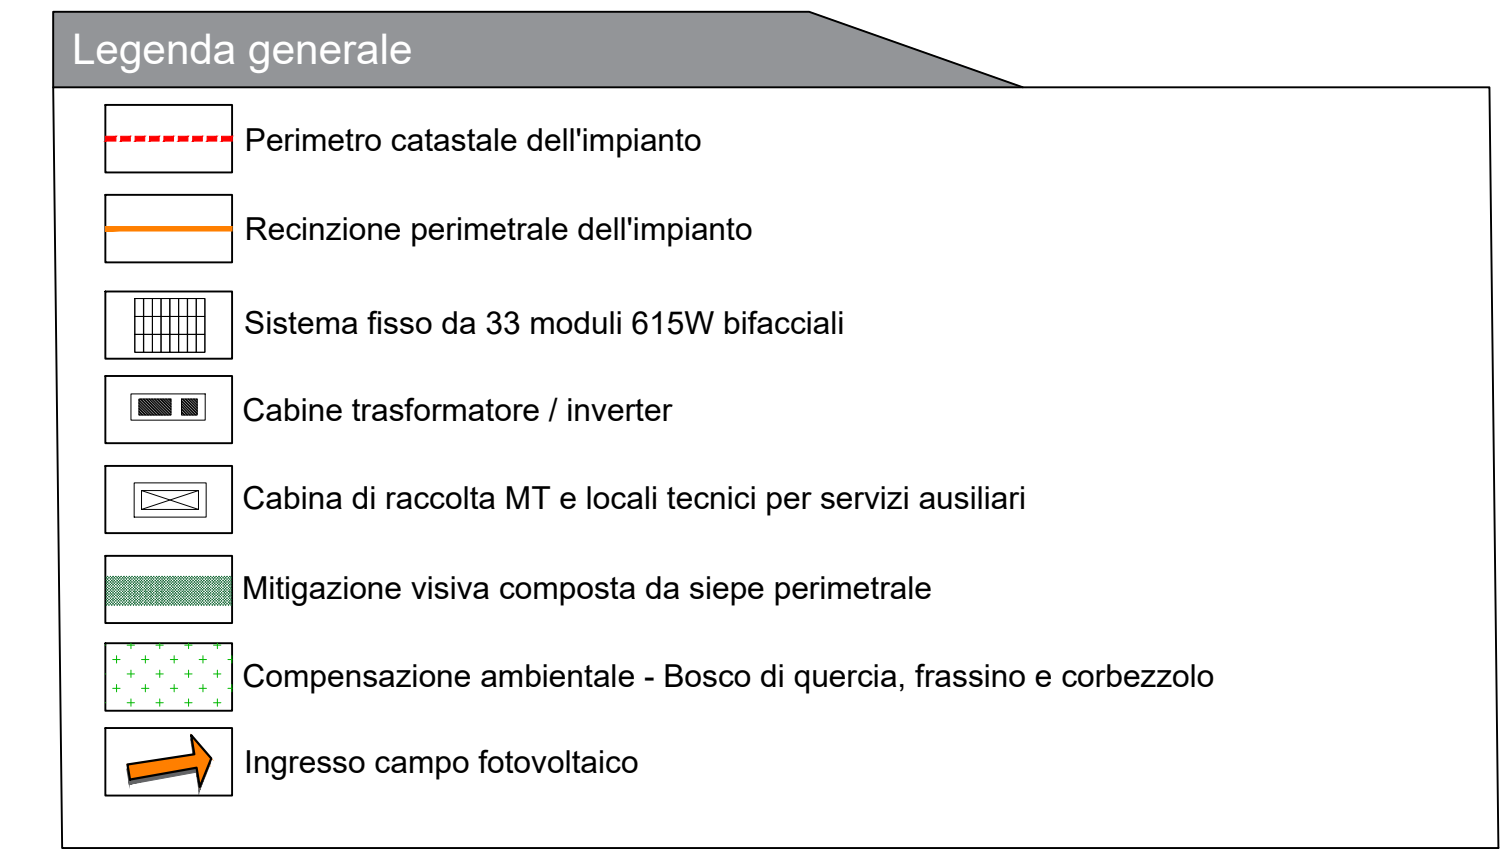 Legenda generale
Perimetro catastale dell'impianto
Recinzione perimetrale dell'impianto
Sistema fisso da 33 moduli 615W bifacciali
Cabine trasformatore / inverter
Cabina di raccolta MT e locali tecnici per servizi ausiliari
Mitigazione visiva composta da siepe perimetrale
Compensazione ambientale - Bosco di quercia, frassino e corbezzolo
Ingresso campo fotovoltaico